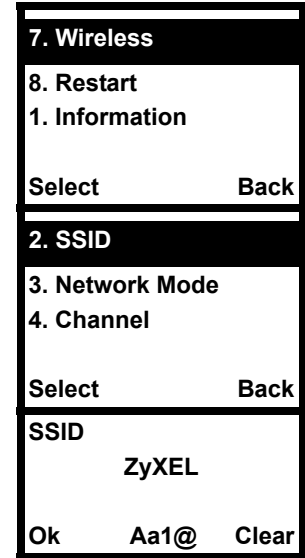 7. Wireless
8. Restart
1. Information
Select Back
2. SSID
3. Network Mode
4. Channel
Select Back
SSID
ZyXEL
Ok Aa1@ Clear